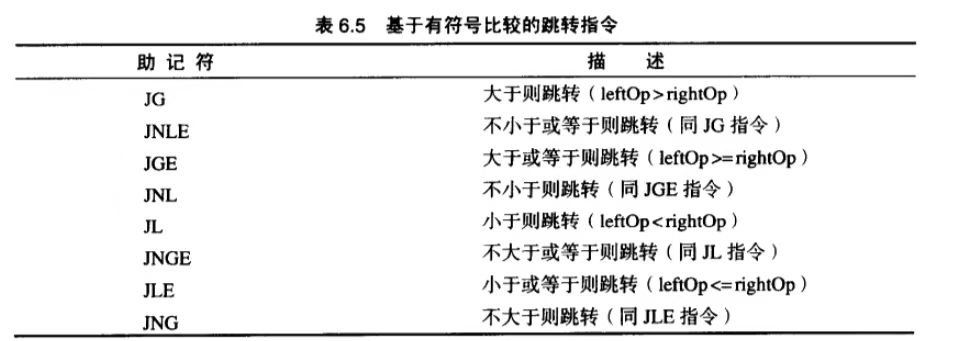 表 6.5 基于有符号比较的跳转指令
助 记 符 描 述
JG 大于则跳转（leftOp>rightOp）
JNLE 不小于或等于则跳转（同 JG 指令）
JGE 大于或等于则跳转（leftOp>=rightOp）
JNL 不小于则跳转（同 JGE 指令）
JL 小于则跳转（leftOp<rightOp）
JNGE 不大于或等于则跳转（同 JL 指令）
JLE 小于或等于则跳转（leftOp<=rightOp）
JNG 不大于则跳转（同 JLE 指令）